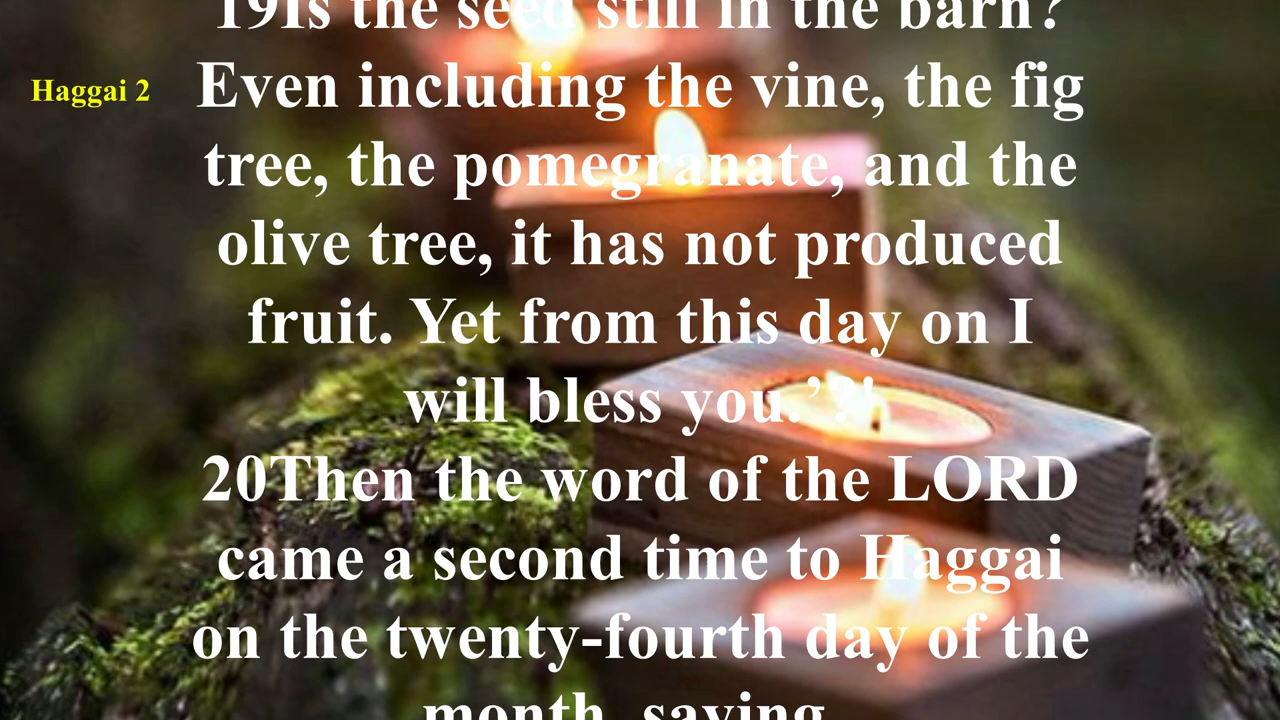 Haggai 2
19Is the seed still in the barn?
Even including the vine, the fig
tree, the pomegranate, and the
olive tree, it has not produced
fruit. Yet from this day on I
will bless you.’?!
20Then the word of the LORD
came a second time to Haggai
on the twenty-fourth day of the
month, saying